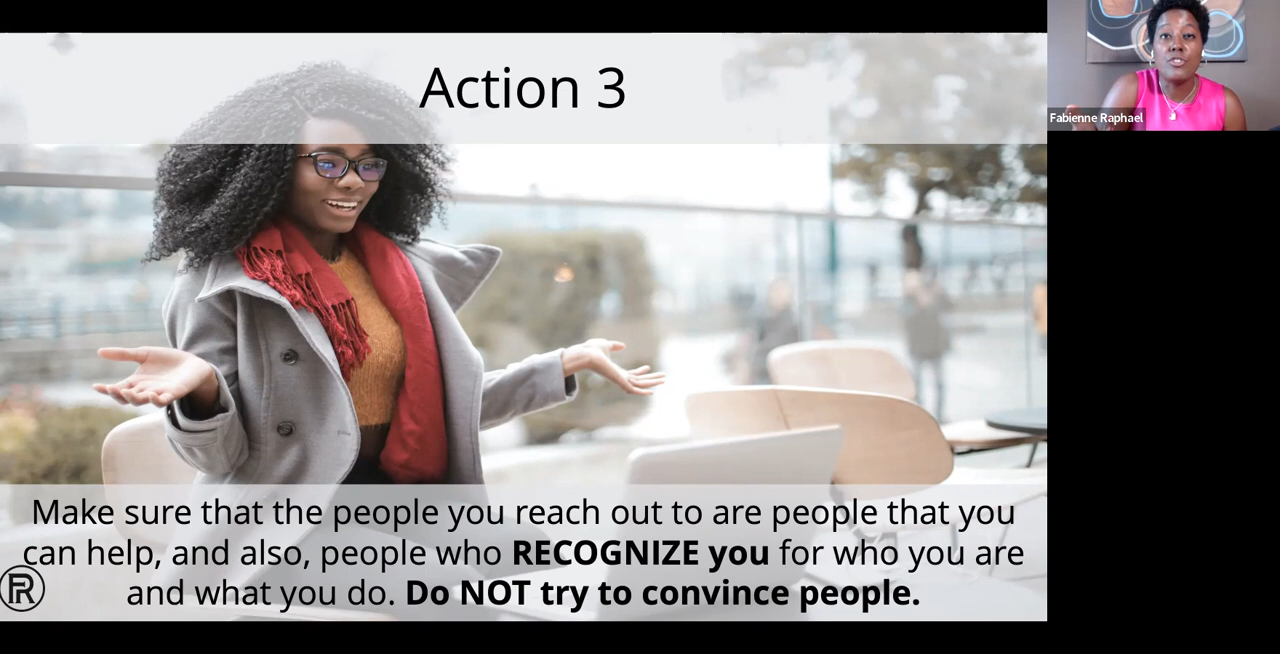 Action 3
Fabienne Raphael
Make sure that the people you reach out to are people that you
can help, and also, people who RECOGNIZE you for who you are
and what you do. Do NOT try to convince people.